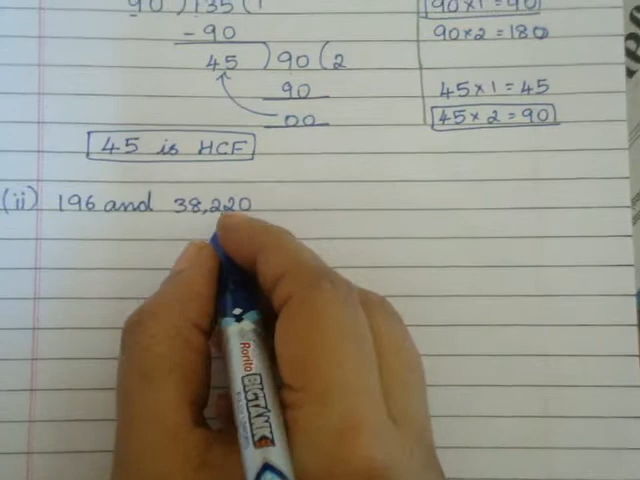 90 ) 135 ( 1
- 90
45 ) 90 ( 2
90
00
90 × 1 = 90
90 × 2 = 180
45 × 1 = 45
45 × 2 = 90
45 is HCF
(ii) 196 and 38,220
Rorito BIGTANK